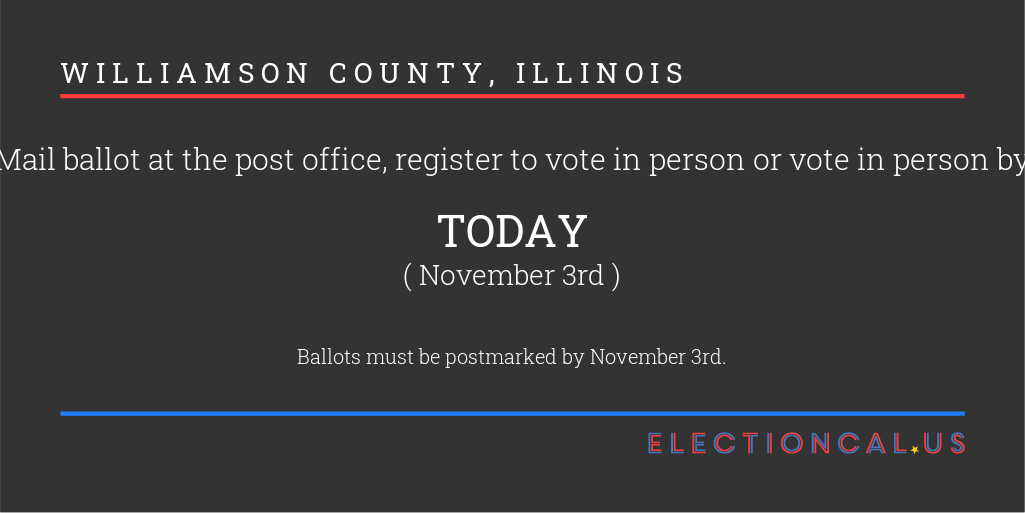 WILLIAMSON COUNTY, ILLINOIS
Mail ballot at the post office, register to vote in person or vote in person by
TODAY
( November 3rd )
Ballots must be postmarked by November 3rd.
ELECTIONCAL.US